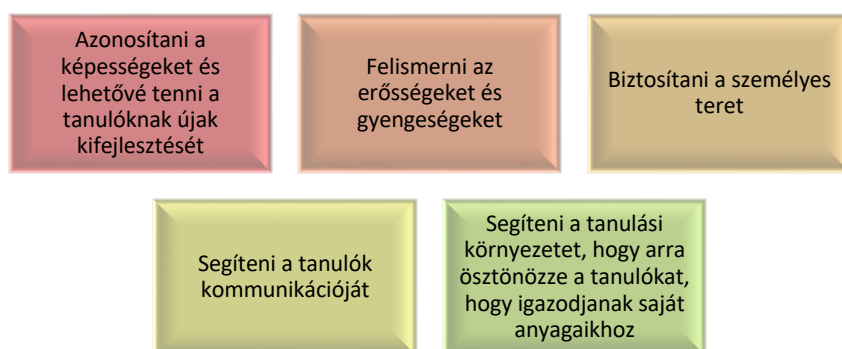 Azonosítani a
képességeket és
lehetővé tenni a
tanulóknak újak
kifejlesztését
Felismerni az
erősségeket és
gyengeségeket
Biztosítani a személyes
teret
Segíteni a tanulók
kommunikációját
Segíteni a tanulási
környezetet, hogy arra
ösztönözze a tanulókat,
hogy igazodjanak saját
anyagaikhoz